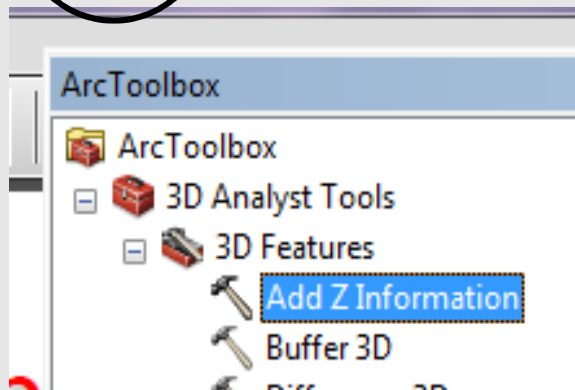 ArcToolbox
ArcToolbox
3D Analyst Tools
3D Features
Add Z Information
Buffer 3D